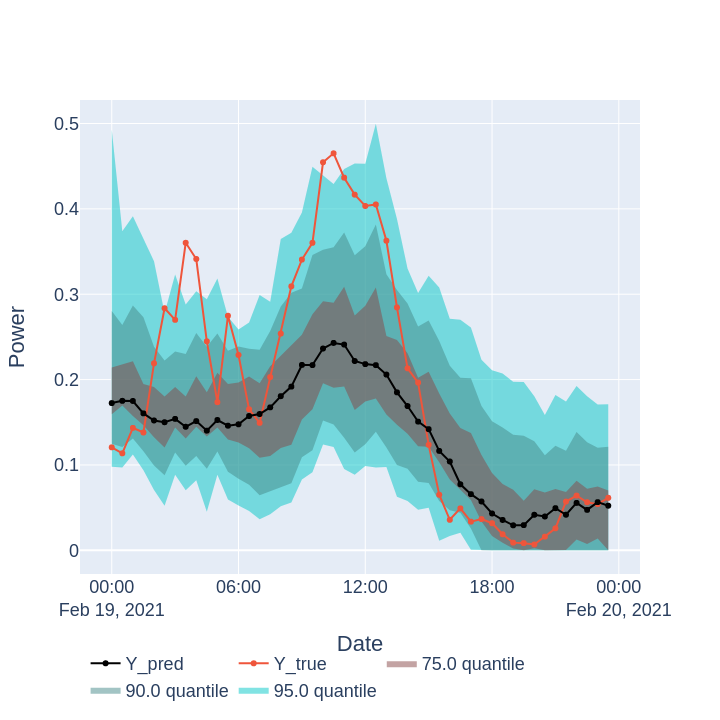 0.5
0.4
0.3
0.2
0.1
0
Power
00:00 06:00 12:00 18:00 00:00
Feb 19, 2021 Feb 20, 2021
Date
Y_pred Y_true 75.0 quantile
90.0 quantile 95.0 quantile